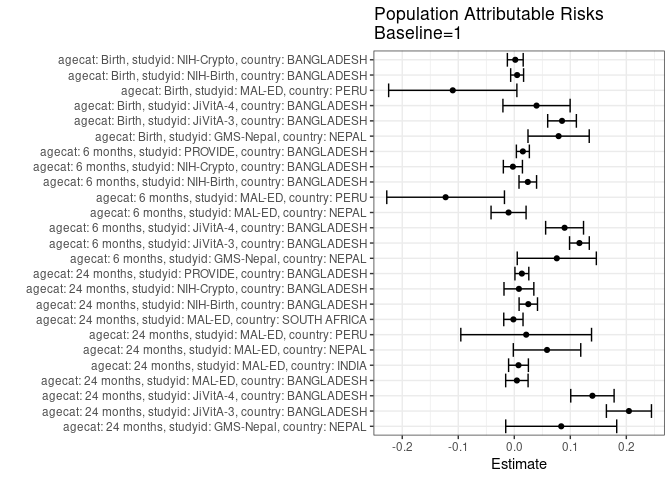 Population Attributable Risks
Baseline=1
agecat: Birth, studyid: NIH-Crypto, country: BANGLADESH
agecat: Birth, studyid: NIH-Birth, country: BANGLADESH
agecat: Birth, studyid: MAL-ED, country: PERU
agecat: Birth, studyid: JiVitA-4, country: BANGLADESH
agecat: Birth, studyid: JiVitA-3, country: BANGLADESH
agecat: Birth, studyid: GMS-Nepal, country: NEPAL
agecat: 6 months, studyid: PROVIDE, country: BANGLADESH
agecat: 6 months, studyid: NIH-Crypto, country: BANGLADESH
agecat: 6 months, studyid: NIH-Birth, country: BANGLADESH
agecat: 6 months, studyid: MAL-ED, country: PERU
agecat: 6 months, studyid: MAL-ED, country: NEPAL
agecat: 6 months, studyid: JiVitA-4, country: BANGLADESH
agecat: 6 months, studyid: JiVitA-3, country: BANGLADESH
agecat: 6 months, studyid: GMS-Nepal, country: NEPAL
agecat: 24 months, studyid: PROVIDE, country: BANGLADESH
agecat: 24 months, studyid: NIH-Crypto, country: BANGLADESH
agecat: 24 months, studyid: NIH-Birth, country: BANGLADESH
agecat: 24 months, studyid: MAL-ED, country: SOUTH AFRICA
agecat: 24 months, studyid: MAL-ED, country: PERU
agecat: 24 months, studyid: MAL-ED, country: NEPAL
agecat: 24 months, studyid: MAL-ED, country: INDIA
agecat: 24 months, studyid: MAL-ED, country: BANGLADESH
agecat: 24 months, studyid: JiVitA-4, country: BANGLADESH
agecat: 24 months, studyid: JiVitA-3, country: BANGLADESH
agecat: 24 months, studyid: GMS-Nepal, country: NEPAL
-0.2 -0.1 0.0 0.1 0.2
Estimate